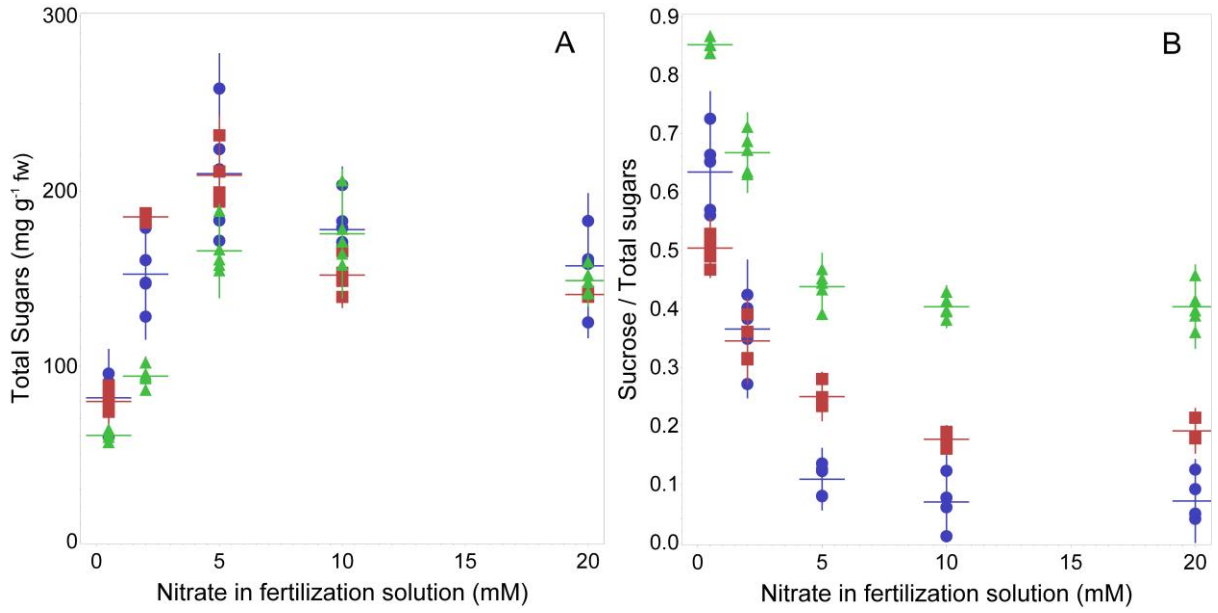 A
Total Sugars (mg g⁻¹ fw)
300
200
100
0
0 5 10 15 20
Nitrate in fertilization solution (mM)
B
Sucrose / Total sugars
0.9
0.8
0.7
0.6
0.5
0.4
0.3
0.2
0.1
0.0
0 5 10 15 20
Nitrate in fertilization solution (mM)